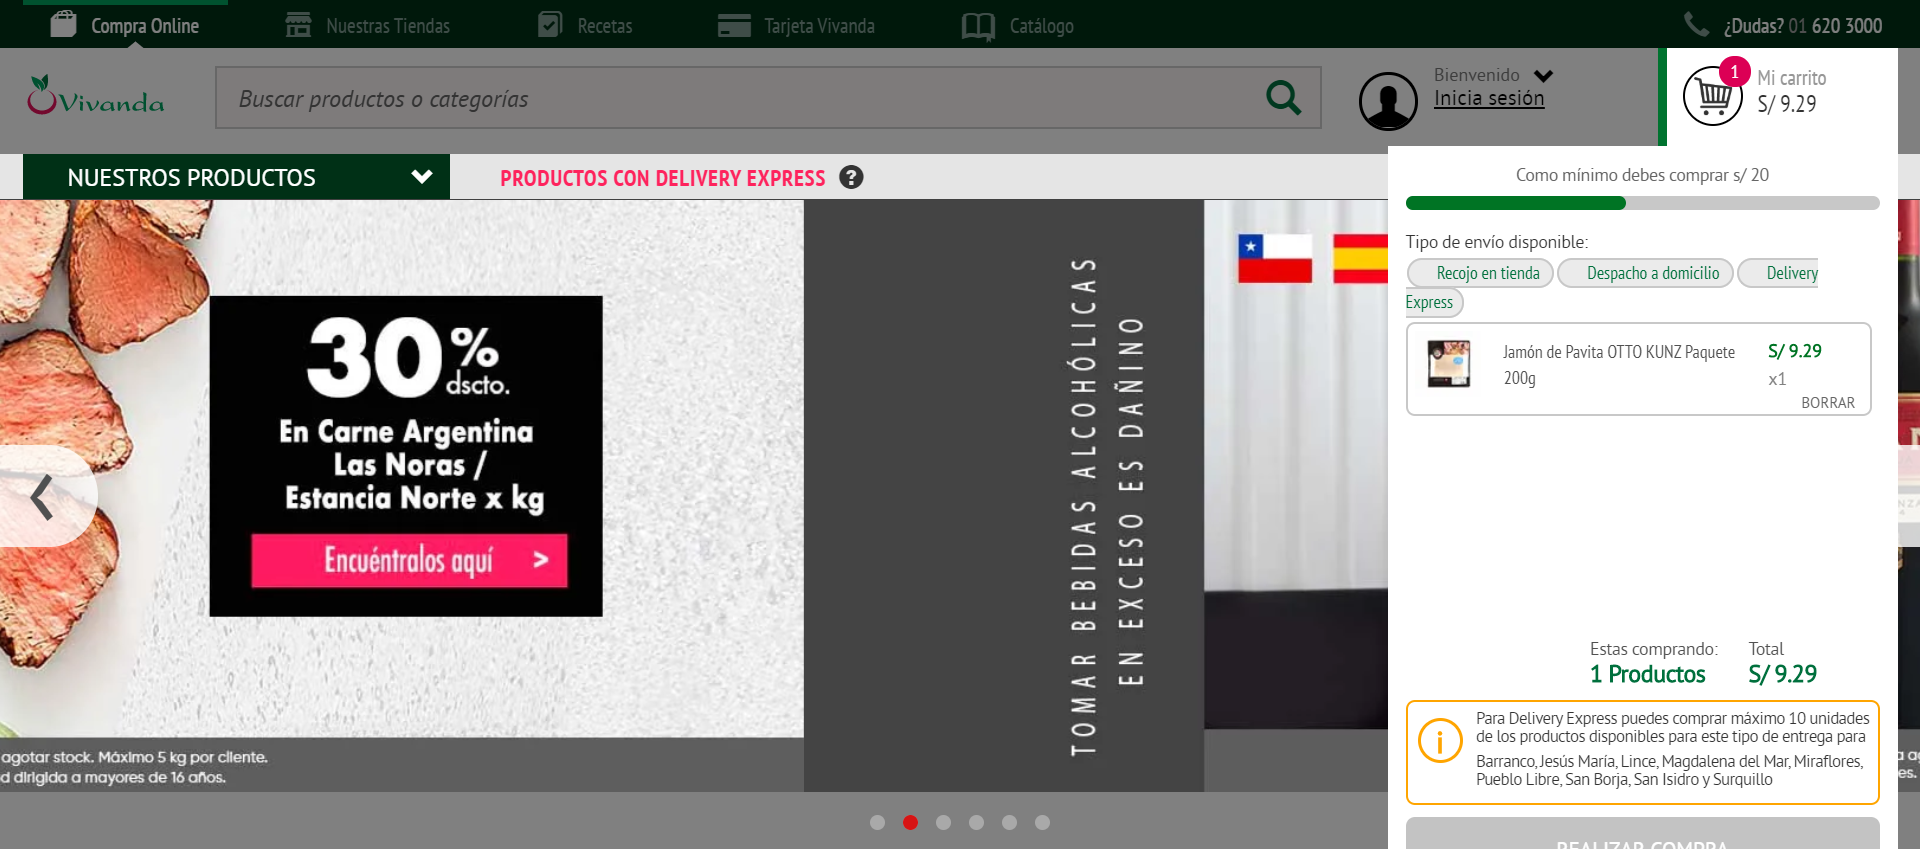 Compra Online
Nuestras Tiendas
Recetas
Tarjeta Vivanda
Catálogo
¿Dudas? 01 620 3000
Vivanda
Buscar productos o categorías
Bienvenido
Inicia sesión
1
Mi carrito
S/ 9.29
NUESTROS PRODUCTOS
PRODUCTOS CON DELIVERY EXPRESS ?
Como mínimo debes comprar s/ 20
Tipo de envío disponible:
Recojo en tienda
Despacho a domicilio
Delivery
Express
Jamón de Pavita OTTO KUNZ Paquete
200g
S/ 9.29
x1
BORRAR
30% dscto.
En Carne Argentina
Las Noras /
Estancia Norte x kg
Encuéntralos aquí >
TOMAR BEBIDAS ALCOHÓLICAS
EN EXCESO ES DAÑINO
agotar stock. Máximo 5 kg por cliente.
d dirigida a mayores de 16 años.
Estas comprando:
1 Productos
Total
S/ 9.29
Para Delivery Express puedes comprar máximo 10 unidades
de los productos disponibles para este tipo de entrega para
Barranco, Jesús María, Lince, Magdalena del Mar, Miraflores,
Pueblo Libre, San Borja, San Isidro y Surquillo
REALIZAR COMPRA